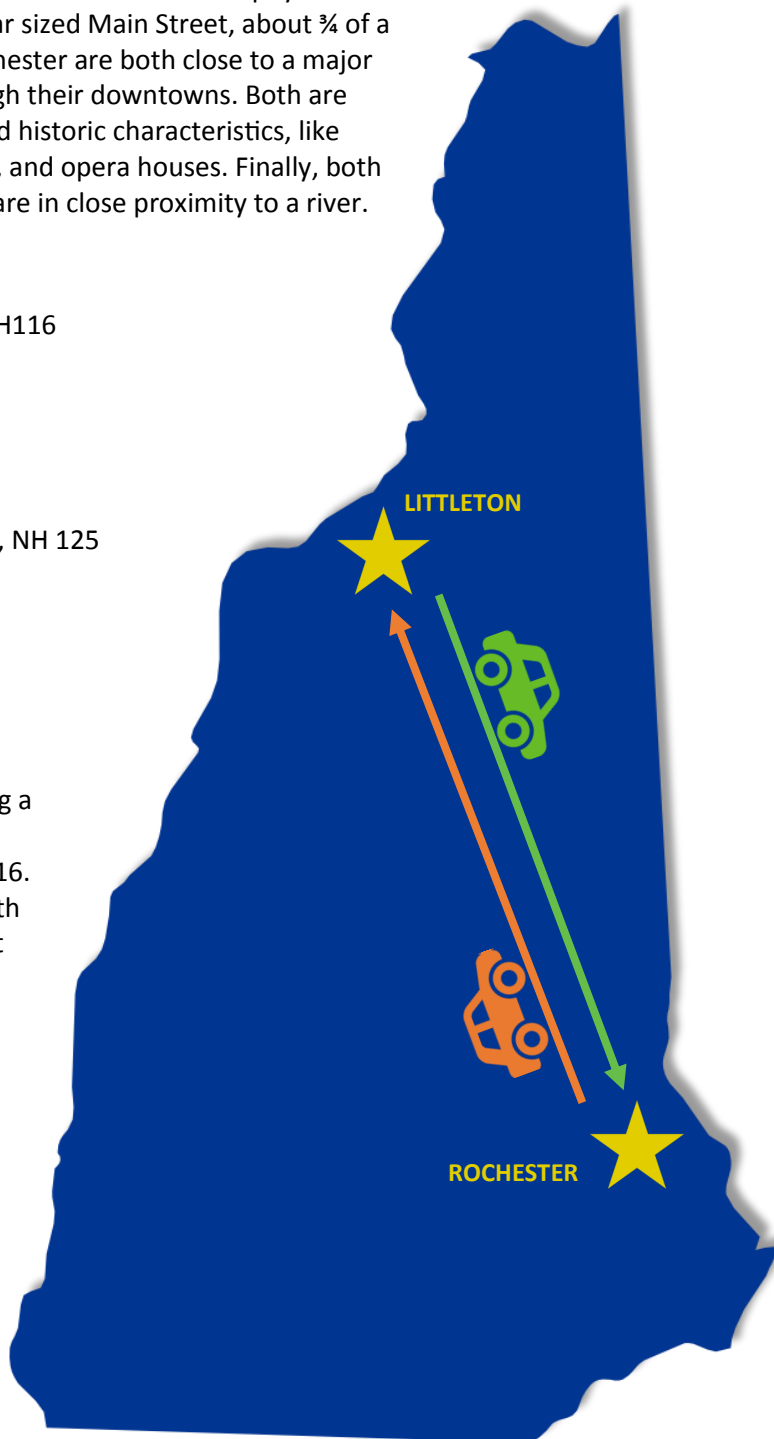 ar sized Main Street, about ¾ of a
hester are both close to a major
gh their downtowns. Both are
d historic characteristics, like
, and opera houses. Finally, both
are in close proximity to a river.
H116
LITTLETON
, NH 125
g a
16.
th
t
ROCHESTER